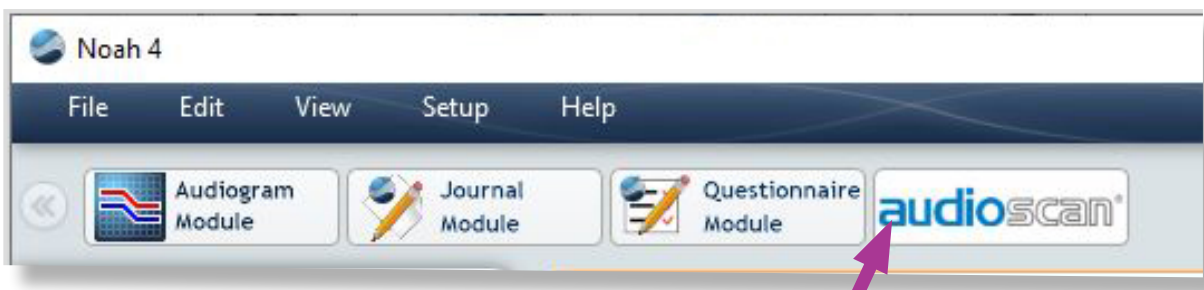 Noah 4
File Edit View Setup Help
Audiogram
Module
Journal
Module
Questionnaire
Module
audioscan®